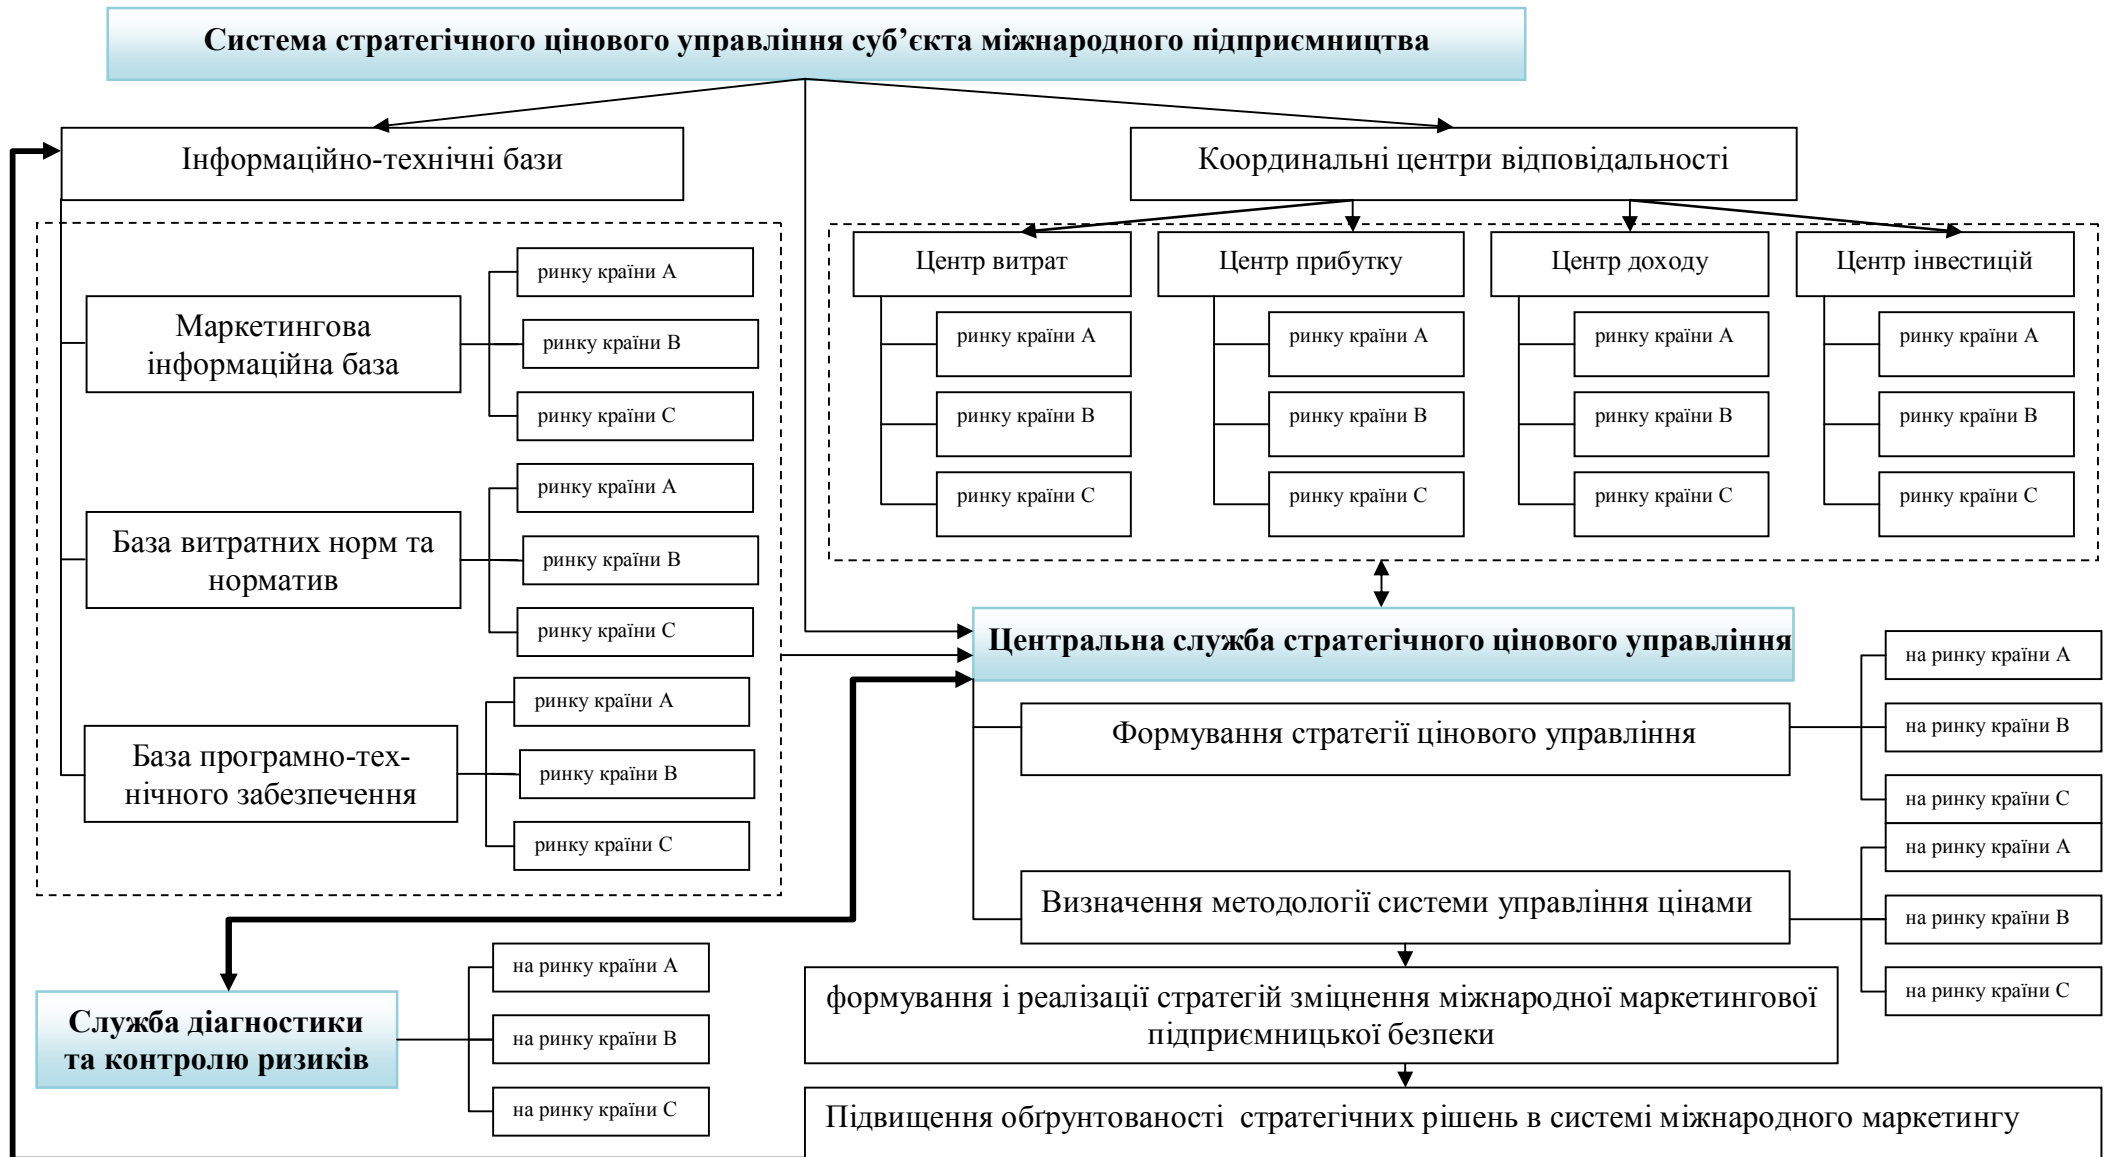 Система стратегічного цінового управління суб’єкта міжнародного підприємництва
Інформаційно-технічні бази
Координальні центри відповідальності
Маркетингова
інформаційна база
ринку країни А
ринку країни В
ринку країни С
База витратних норм та
норматив
ринку країни А
ринку країни В
ринку країни С
База програмно-тех-
нічного забезпечення
ринку країни А
ринку країни В
ринку країни С
Центр витрат
ринку країни А
ринку країни В
ринку країни С
Центр прибутку
ринку країни А
ринку країни В
ринку країни С
Центр доходу
ринку країни А
ринку країни В
ринку країни С
Центр інвестицій
ринку країни А
ринку країни В
ринку країни С
Центральна служба стратегічного цінового управління
Формування стратегії цінового управління
на ринку країни А
на ринку країни В
на ринку країни С
Визначення методології системи управління цінами
на ринку країни А
на ринку країни В
на ринку країни С
Служба діагностики
та контролю ризиків
на ринку країни А
на ринку країни В
на ринку країни С
формування і реалізації стратегій зміцнення міжнародної маркетингової
підприємницької безпеки
Підвищення обґрунтованості стратегічних рішень в системі міжнародного маркетингу